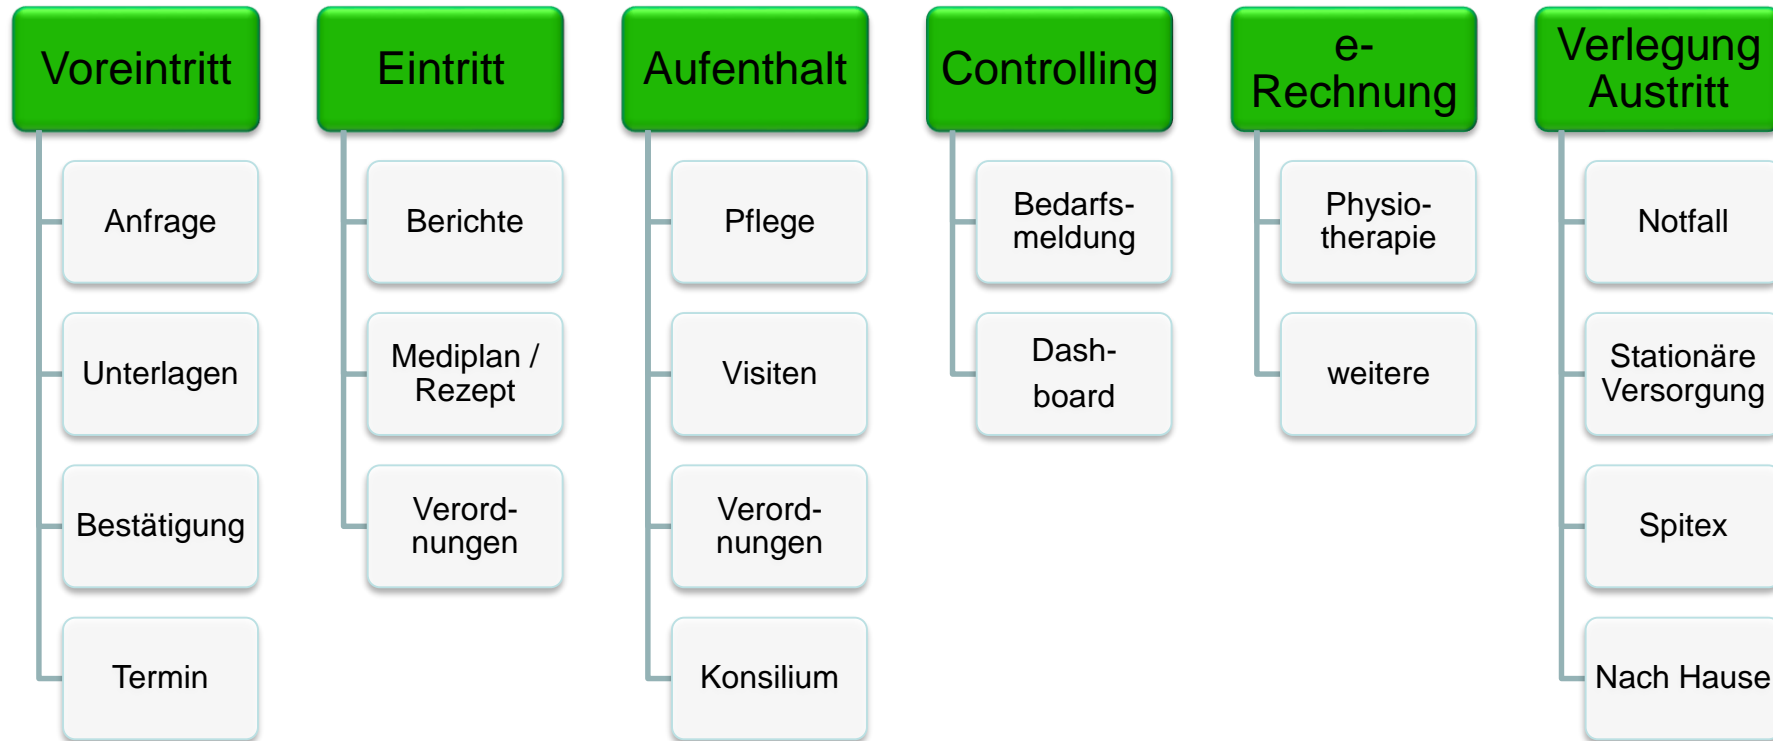 Voreintritt
Anfrage
Unterlagen
Bestätigung
Termin
Eintritt
Berichte
Mediplan /
Rezept
Verord-
nungen
Aufenthalt
Pflege
Visiten
Verord-
nungen
Konsilium
Controlling
Bedarfs-
meldung
Dash-
board
e-
Rechnung
Physio-
therapie
weitere
Verlegung
Austritt
Notfall
Stationäre
Versorgung
Spitex
Nach Hause